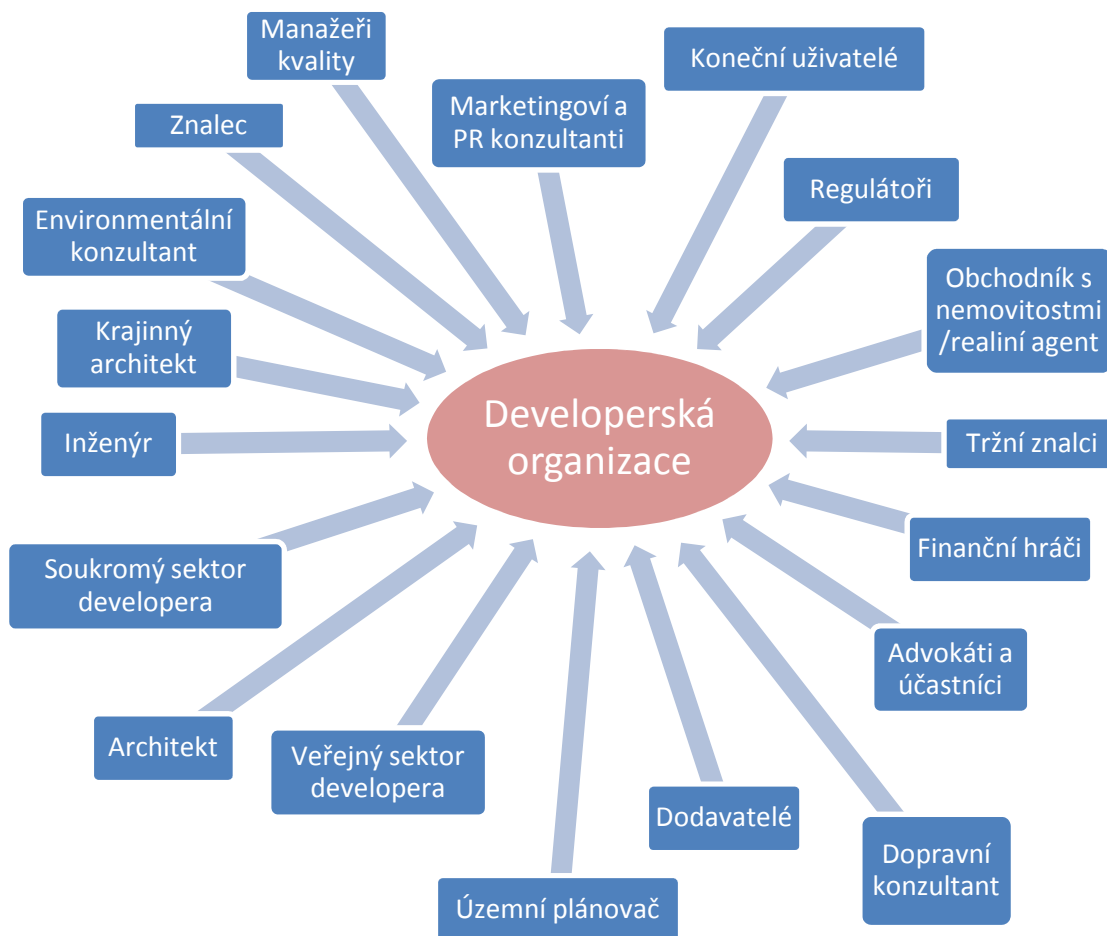 Manažeři
kvality
Koneční uživatelé
Marketingoví a
PR konzultanti
Znalec
Regulátoři
Environmentální
konzultant
Obchodník s
nemovitostmi
/realiní agent
Krajinný
architekt
Developerská
organizace
Inženýr
Tržní znalci
Finanční hráči
Soukromý sektor
developera
Advokáti a
účastníci
Architekt
Veřejný sektor
developera
Dodavatelé
Dopravní
konzultant
Územní plánovač